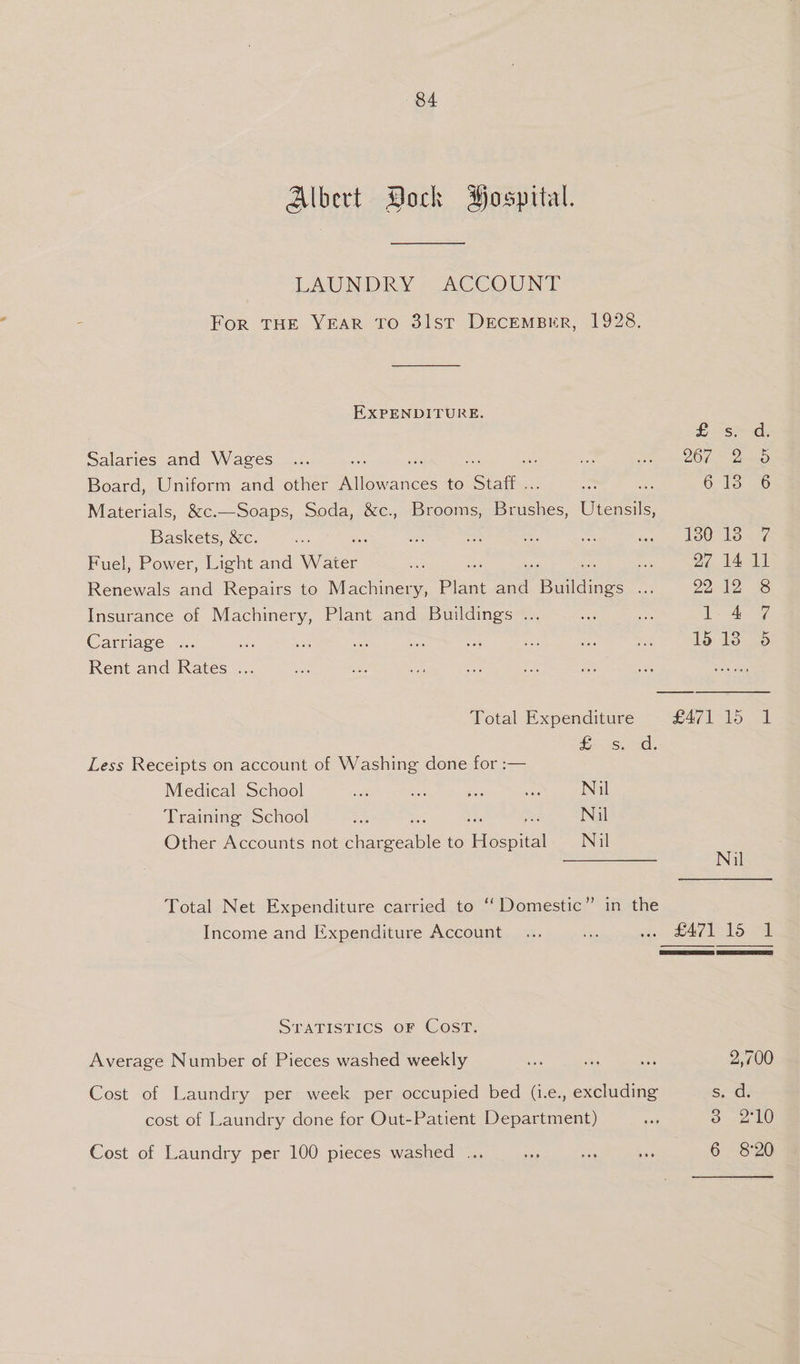 84
Albert Dock Hospital.
LAUNDRY ACCOUNT
FOR THE YEAR TO 31ST DECEMBER, 1928.
EXPENDITURE.
£ s. d.
Salaries and Wages ... ... ... ... ... ... ... 267 2 5
Board, Uniform and other Allowances to Staff ... ... ... 6 13 6
Materials, &c.—Soaps, Soda, &c., Brooms, Brushes, Utensils,
Baskets, &c. ... ... ... ... ... ... ... 130 13 7
Fuel, Power, Light and Water ... ... ... ... ... 27 14 11
Renewals and Repairs to Machinery, Plant and Buildings ... 22 12 8
Insurance of Machinery, Plant and Buildings ... ... ... 1 4 7
Carriage ... ... ... ... ... ... ... ... ... 15 13 5
Rent and Rates ... ... ... ... ... ... ... ... ......
Total Expenditure £471 15 1
£ s. d.
Less Receipts on account of Washing done for :—
Medical School ... ... ... ... Nil
Training School ... ... ... ... Nil
Other Accounts not chargeable to Hospital Nil
Nil
Total Net Expenditure carried to “Domestic” in the
Income and Expenditure Account ... ... ... £471 15 1
STATISTICS OF COST.
Average Number of Pieces washed weekly ... ... ... 2,700
Cost of Laundry per week per occupied bed (i.e., excluding s. d.
cost of Laundry done for Out-Patient Department) ... 3 2·10
Cost of Laundry per 100 pieces washed ... ... ... ... 6 8·20